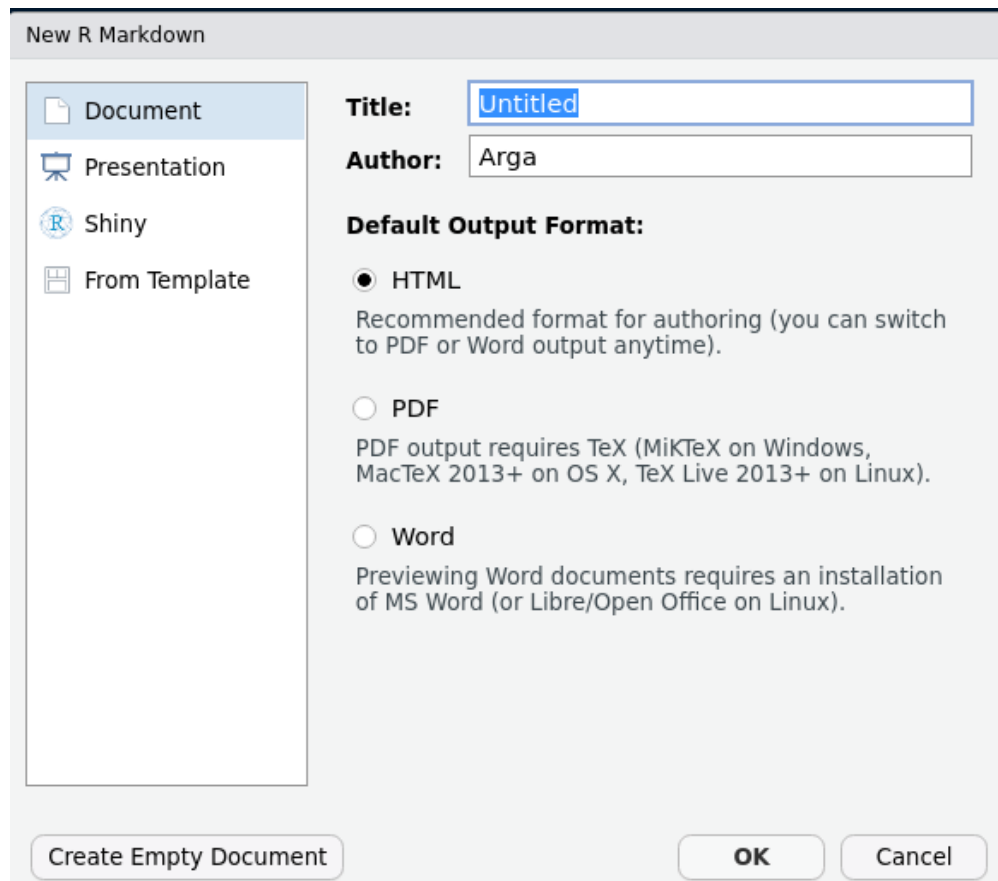 New R Markdown
Document
Presentation
R Shiny
From Template
Title: Untitled
Author: Arga
Default Output Format:
HTML
Recommended format for authoring (you can switch
to PDF or Word output anytime).
PDF
PDF output requires TeX (MiKTeX on Windows,
MacTeX 2013+ on OS X, TeX Live 2013+ on Linux).
Word
Previewing Word documents requires an installation
of MS Word (or Libre/Open Office on Linux).
Create Empty Document
OK
Cancel